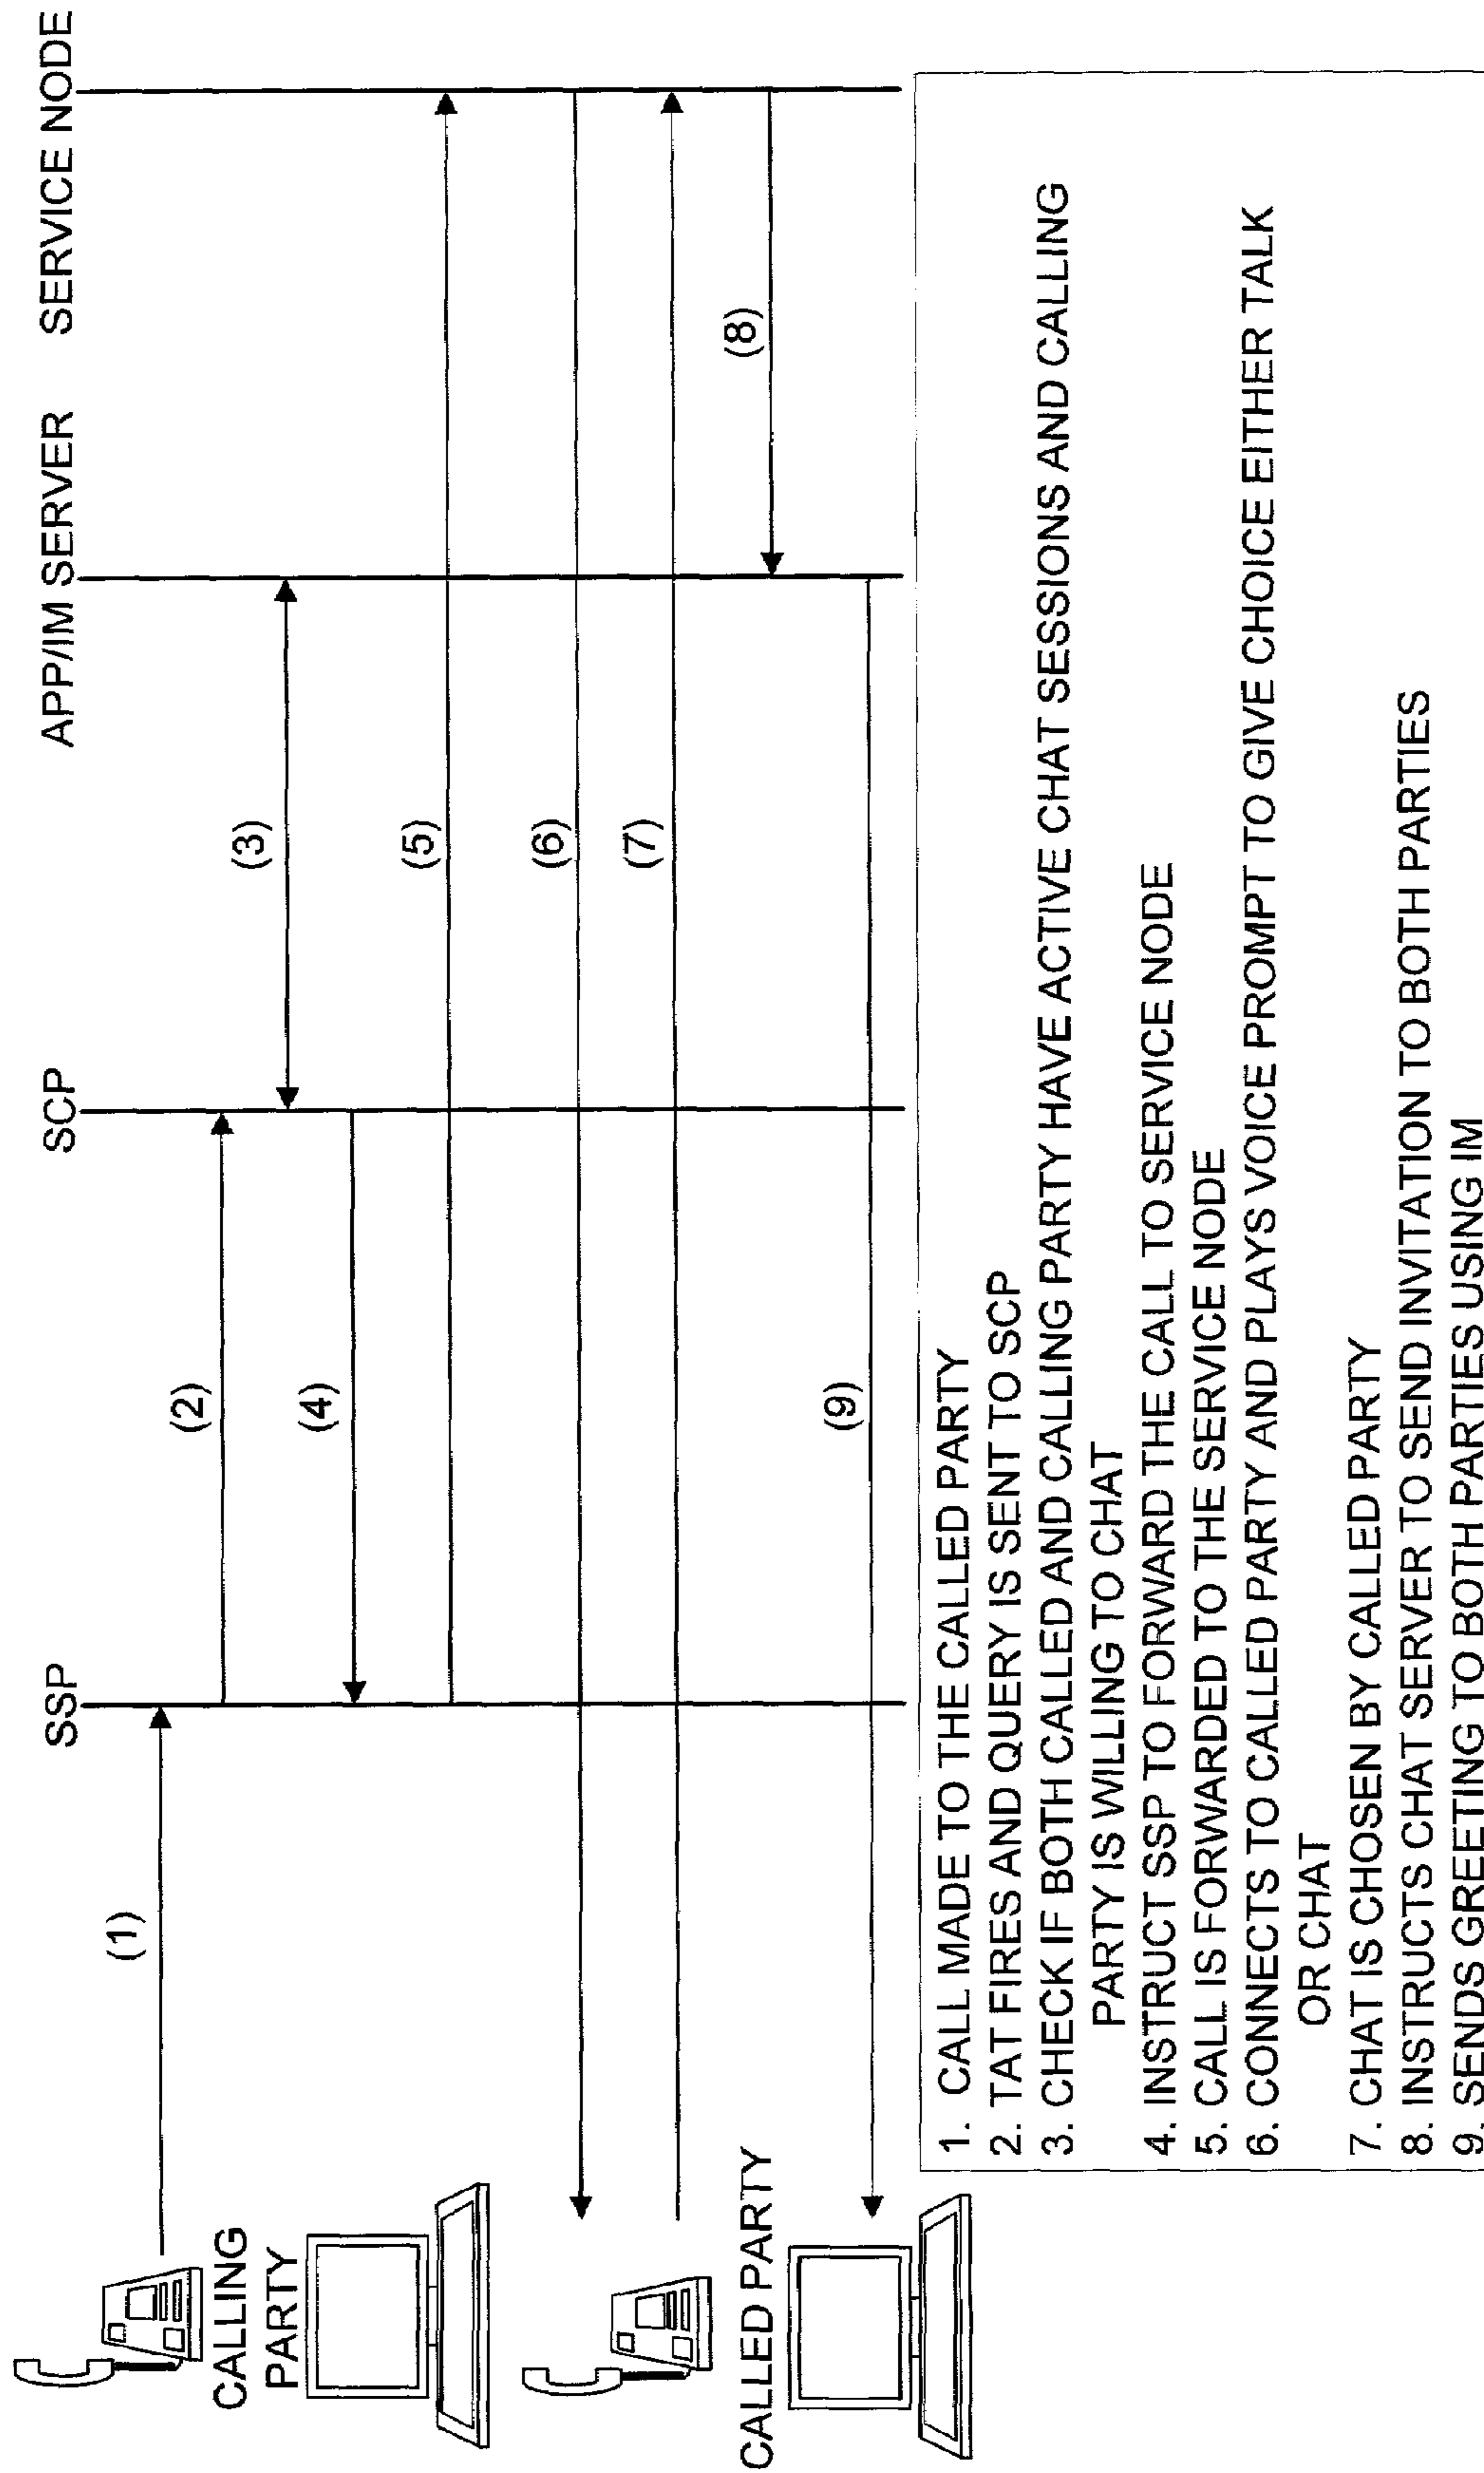 SSP
SCP
APP/IM SERVER
SERVICE NODE
(1)
(2)
(3)
(4)
(5)
(6)
(7)
(8)
(9)
CALLING
PARTY
CALLED PARTY
1. CALL MADE TO THE CALLED PARTY
2. TAT FIRES AND QUERY IS SENT TO SCP
3. CHECK IF BOTH CALLED AND CALLING PARTY HAVE ACTIVE CHAT SESSIONS AND CALLING
PARTY IS WILLING TO CHAT
4. INSTRUCT SSP TO FORWARD THE CALL TO SERVICE NODE
5. CALL IS FORWARDED TO THE SERVICE NODE
6. CONNECTS TO CALLED PARTY AND PLAYS VOICE PROMPT TO GIVE CHOICE EITHER TALK
OR CHAT
7. CHAT IS CHOSEN BY CALLED PARTY
8. INSTRUCTS CHAT SERVER TO SEND INVITATION TO BOTH PARTIES
9. SENDS GREETING TO BOTH PARTIES USING IM